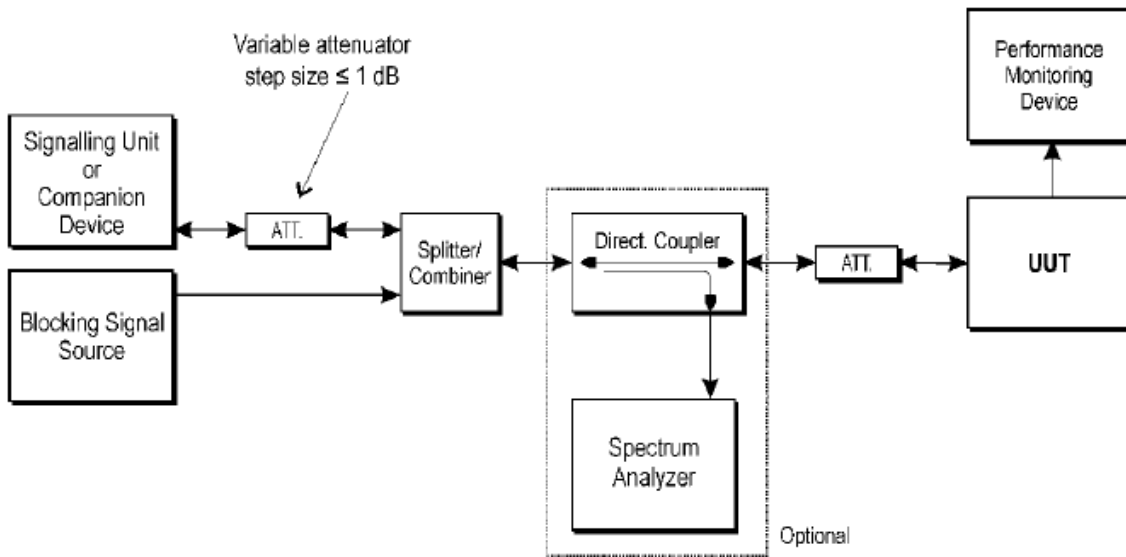 Variable attenuator
step size ≤ 1 dB
Performance
Monitoring
Device
Signalling Unit
or
Companion
Device
ATT.
Splitter/
Combiner
Direct. Coupler
ATT.
UUT
Blocking Signal
Source
Spectrum
Analyzer
Optional